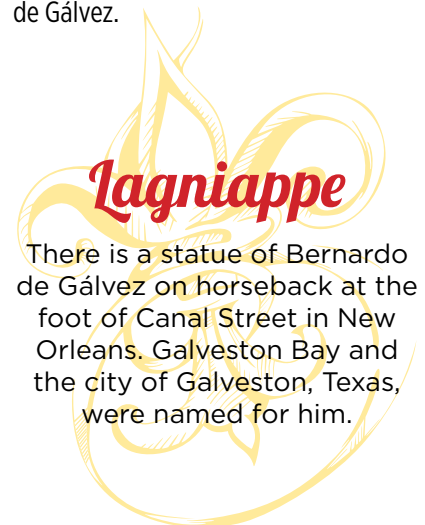 de Gálvez.
Lagniappe
There is a statue of Bernardo
de Gálvez on horseback at the
foot of Canal Street in New
Orleans. Galveston Bay and
the city of Galveston, Texas,
were named for him.